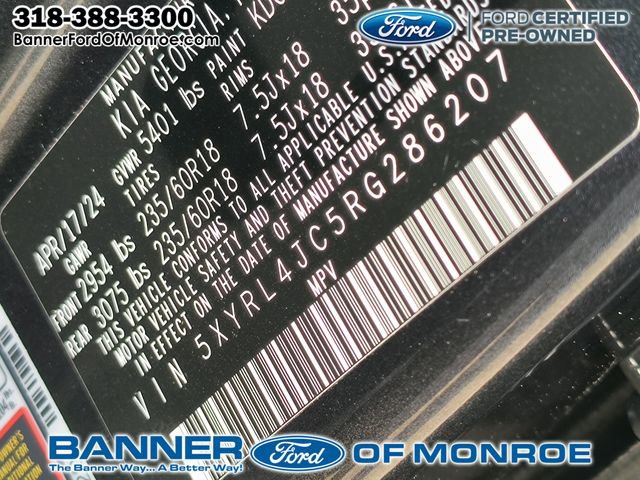 318-388-3300
BannerFordOfMonroe.com
Ford
FORD CERTIFIED
PRE-OWNED
KIA GEORGIA,
APR/17/24
GVWR 5401 lbs PAINT
GAWR TIRES RIMS
FRONT 2954 lbs 235/60R18 7.5Jx18
REAR 3075 lbs 235/60R18 7.5Jx18
THIS VEHICLE CONFORMS TO ALL APPLICABLE U.S.
MOTOR VEHICLE SAFETY AND THEFT PREVENTION STANDARDS
IN EFFECT ON THE DATE OF MANUFACTURE SHOWN ABOVE
VIN 5XYRL4JC5RG286207
MPV
BANNER Ford OF MONROE
The Banner Way... A Better Way!